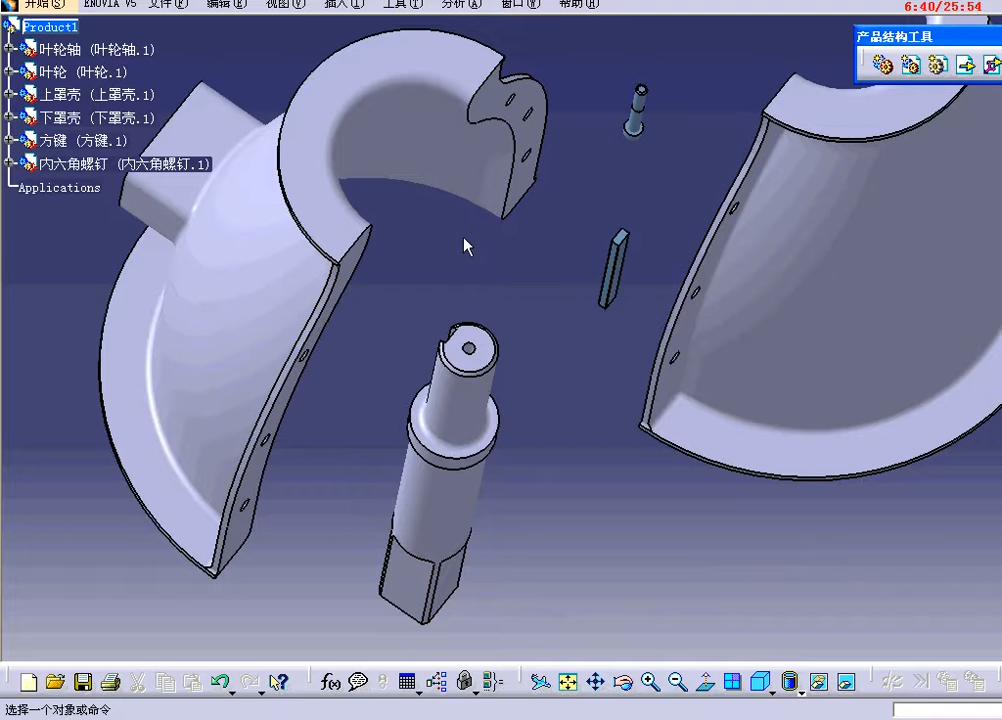 开始(S) ENOVIA V5 文件(F) 编辑(E) 视图(V) 插入(I) 工具(T) 分析(A) 窗口(W) 帮助(H)
6:40/25:54
产品结构工具
Product1
叶轮轴 (叶轮轴.1)
叶轮 (叶轮.1)
上罩壳 (上罩壳.1)
下罩壳 (下罩壳.1)
方键 (方键.1)
内六角螺钉 (内六角螺钉.1)
Applications
f(x)
选择一个对象或命令